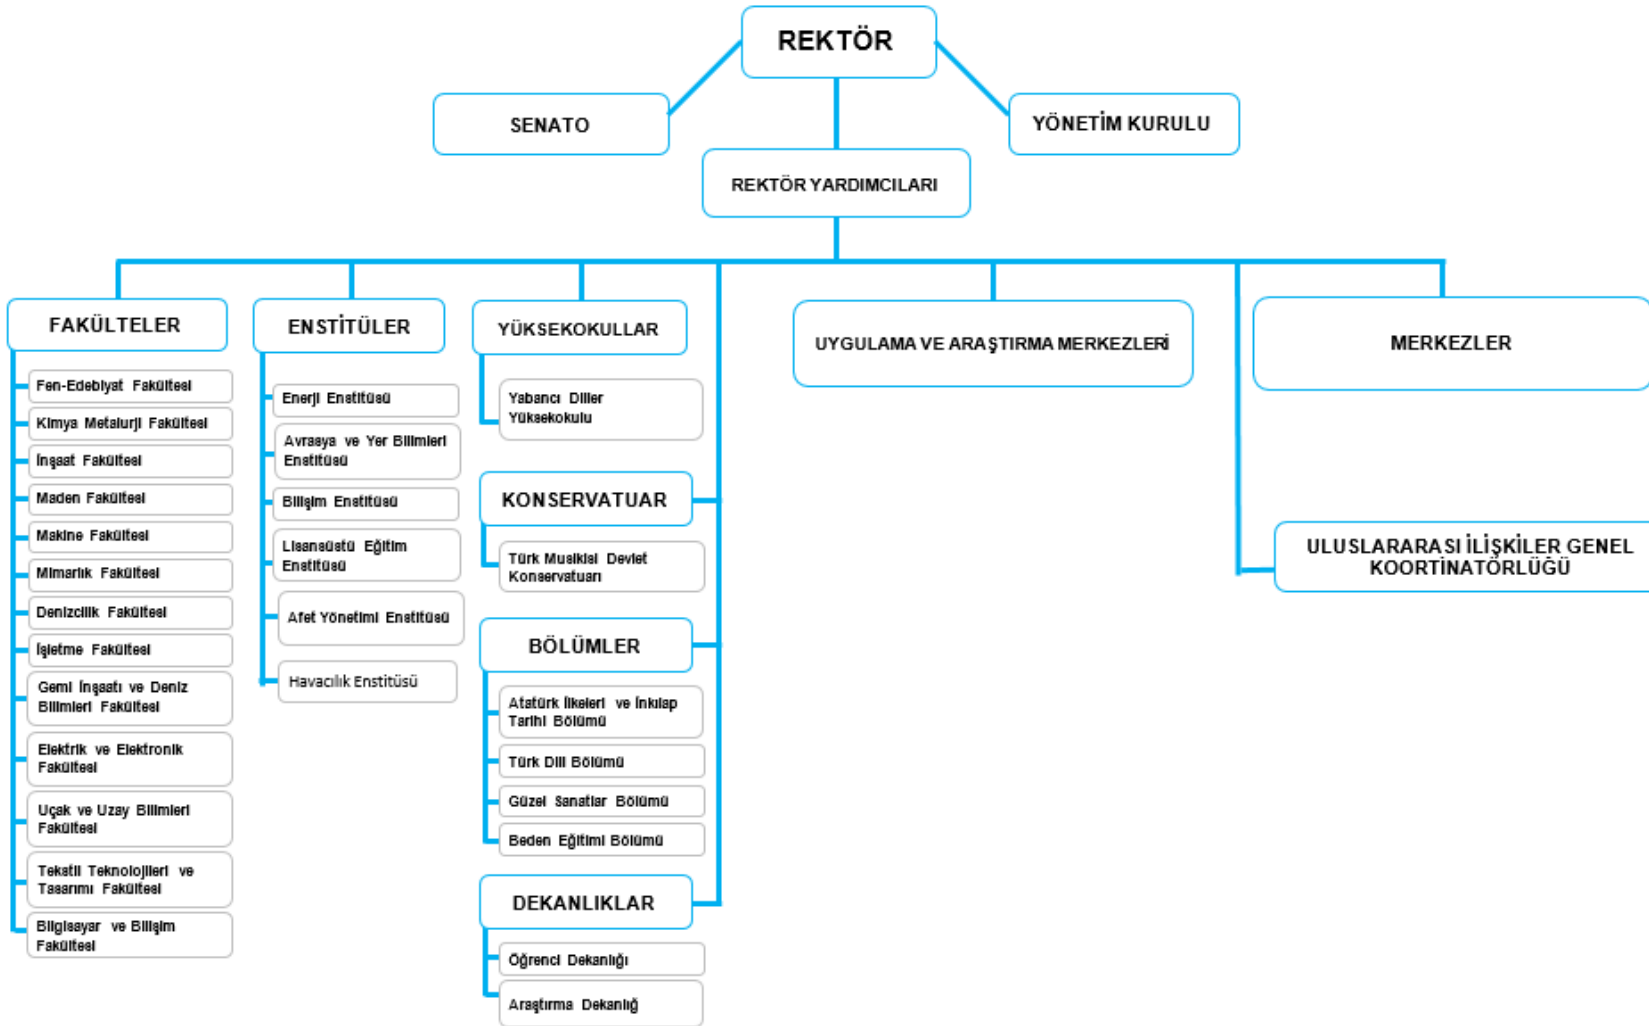 REKTÖR
SENATO
YÖNETİM KURULU
REKTÖR YARDIMCILARI
FAKÜLTELER
Fen-Edebiyat Fakültesi
Kimya Metalurji Fakültesi
İnşaat Fakültesi
Maden Fakültesi
Makine Fakültesi
Mimarlık Fakültesi
Denizcilik Fakültesi
İşletme Fakültesi
Gemi İnşaatı ve Deniz
Bilimleri Fakültesi
Elektrik ve Elektronik
Fakültesi
Uçak ve Uzay Bilimleri
Fakültesi
Tekstil Teknolojileri ve
Tasarımı Fakültesi
Bilgisayar ve Bilişim
Fakültesi
ENSTİTÜLER
Enerji Enstitüsü
Avrasya ve Yer Bilimleri
Enstitüsü
Bilişim Enstitüsü
Lisansüstü Eğitim
Enstitüsü
Afet Yönetimi Enstitüsü
Havacılık Enstitüsü
YÜKSEKOKULLAR
Yabancı Diller
Yüksekokulu
KONSERVATUAR
Türk Musikisi Devlet
Konservatuarı
BÖLÜMLER
Atatürk İlkeleri ve İnkılap
Tarihi Bölümü
Türk Dili Bölümü
Güzel Sanatlar Bölümü
Beden Eğitimi Bölümü
DEKANLIKLAR
Öğrenci Dekanlığı
Araştırma Dekanlığ
UYGULAMA VE ARAŞTIRMA MERKEZLERİ
MERKEZLER
ULUSLARARASI İLİŞKİLER GENEL
KOORTİNATÖRLÜĞÜ